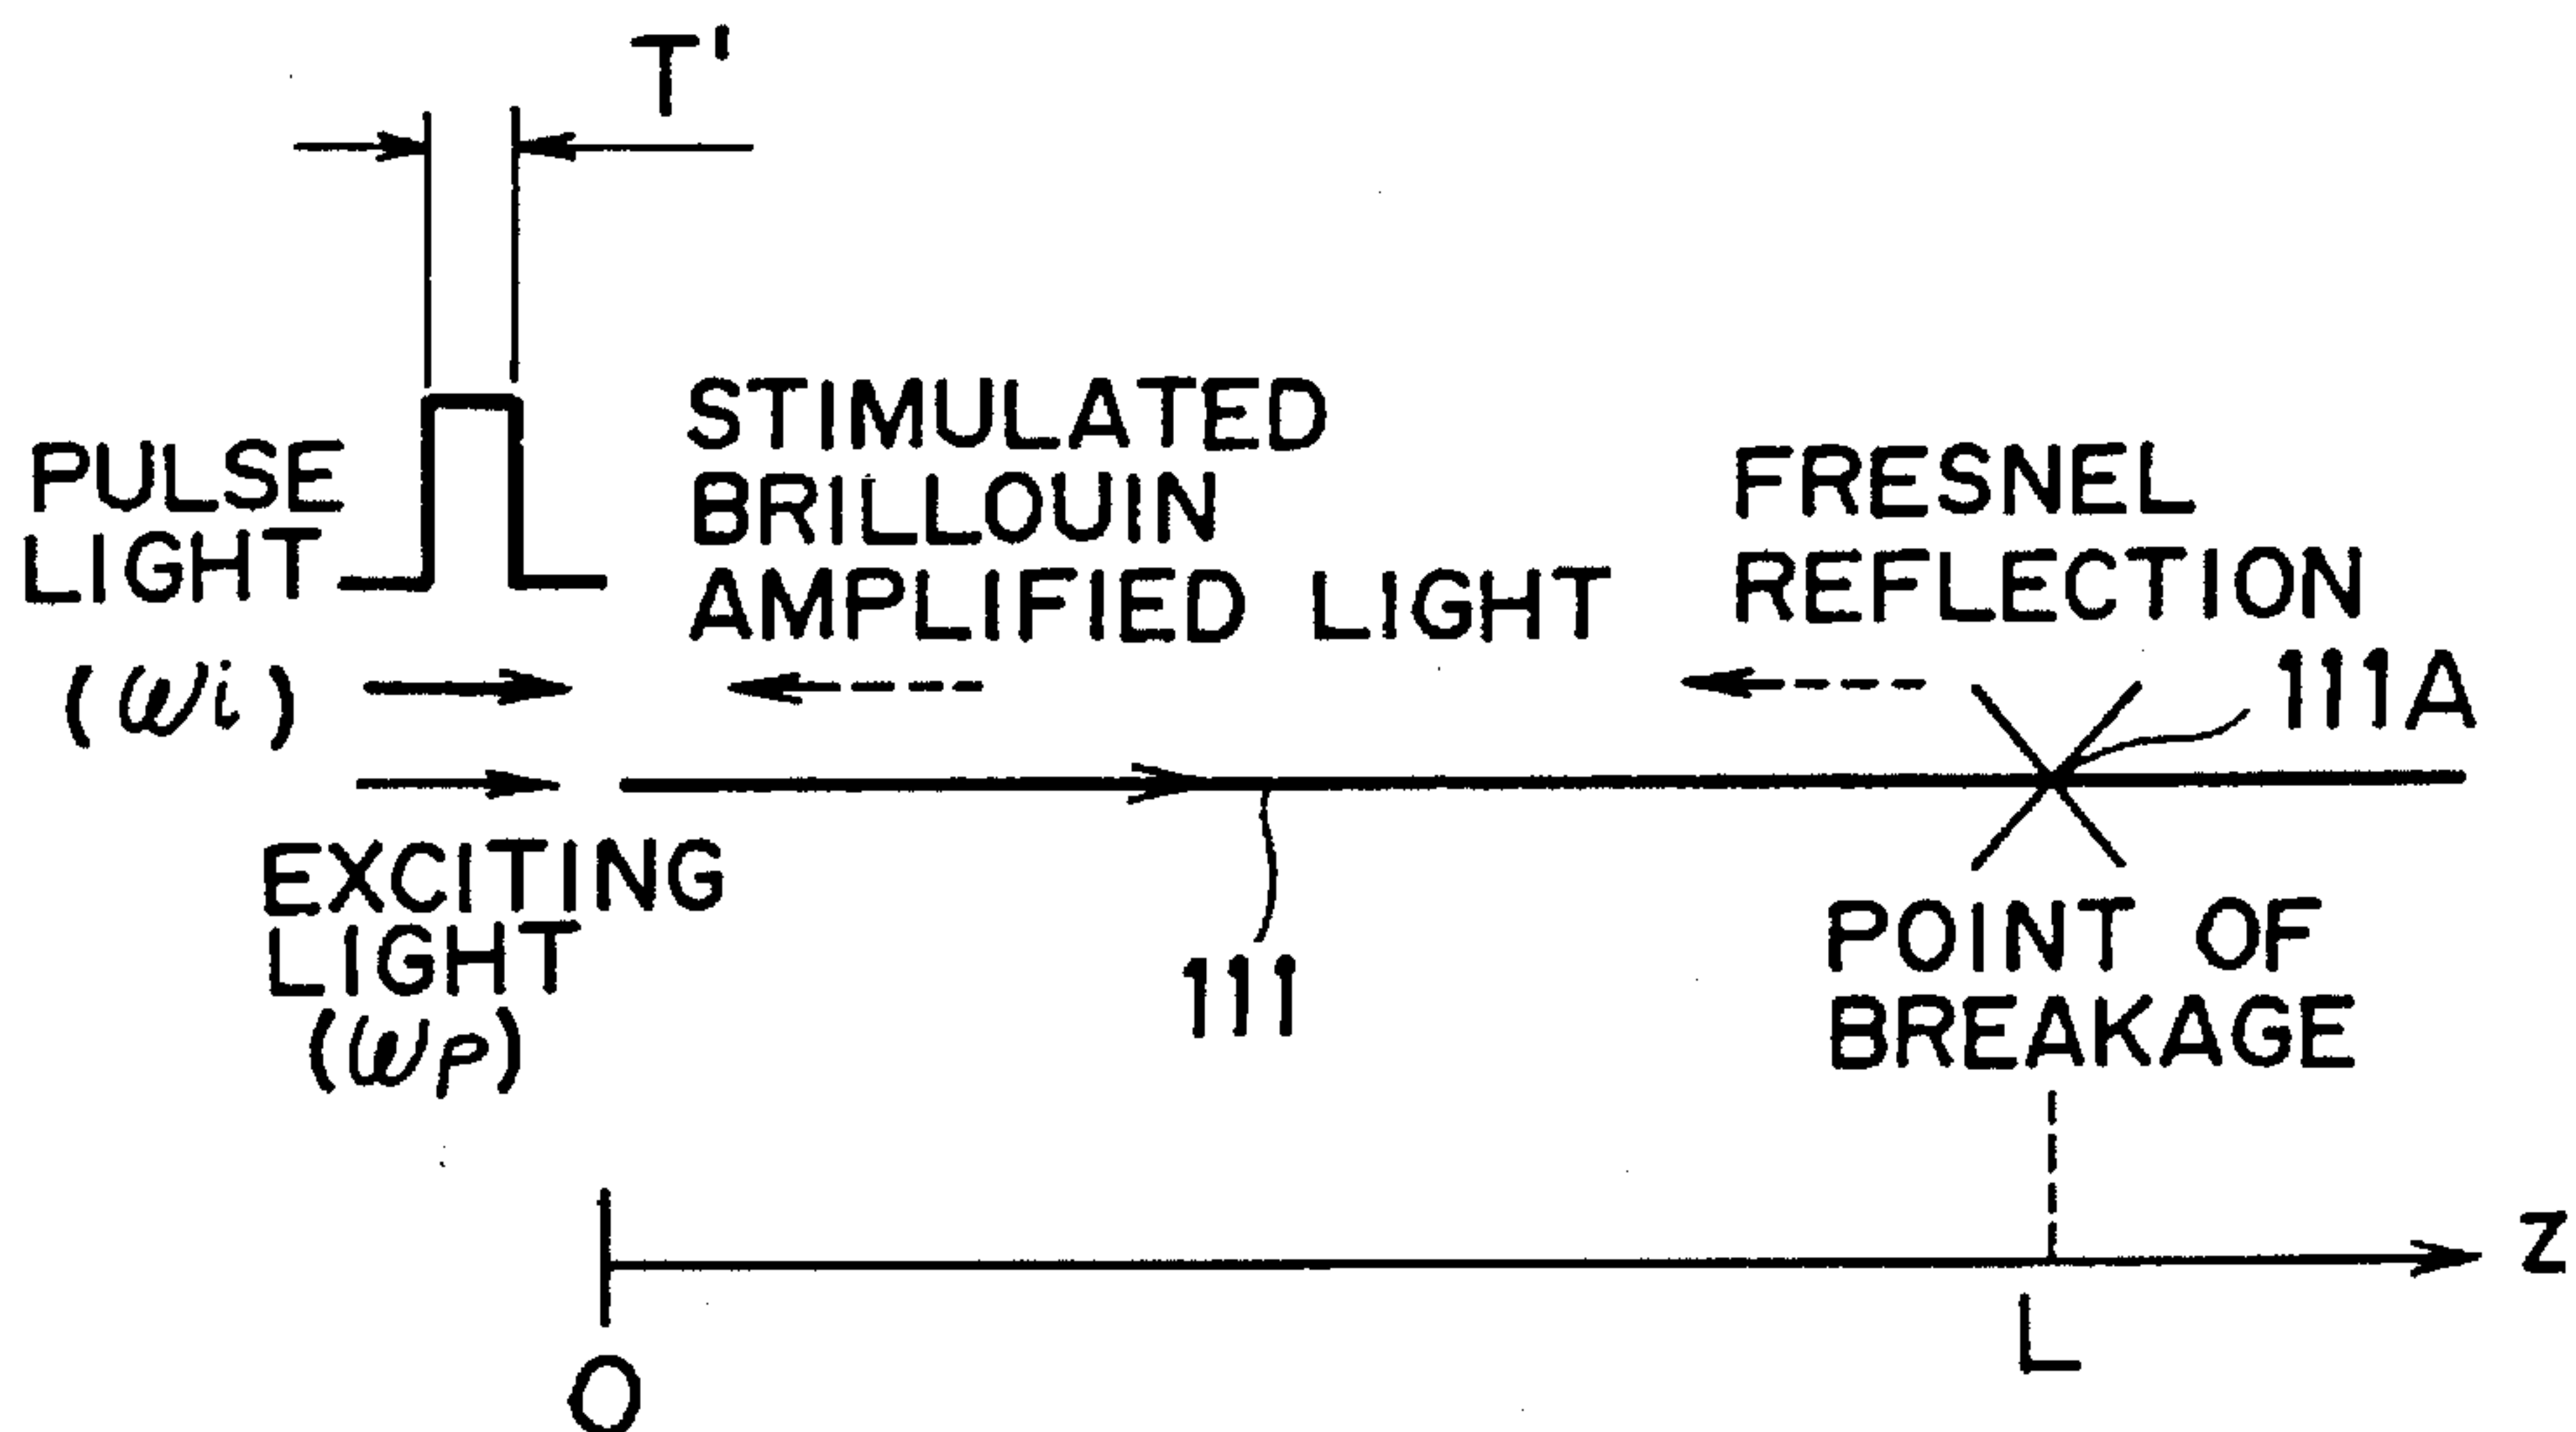 T'
PULSE
LIGHT
(ωi)
STIMULATED
BRILLOUIN
AMPLIFIED LIGHT
FRESNEL
REFLECTION
111A
EXCITING
LIGHT
(ωp)
111
POINT OF
BREAKAGE
Z
O
L